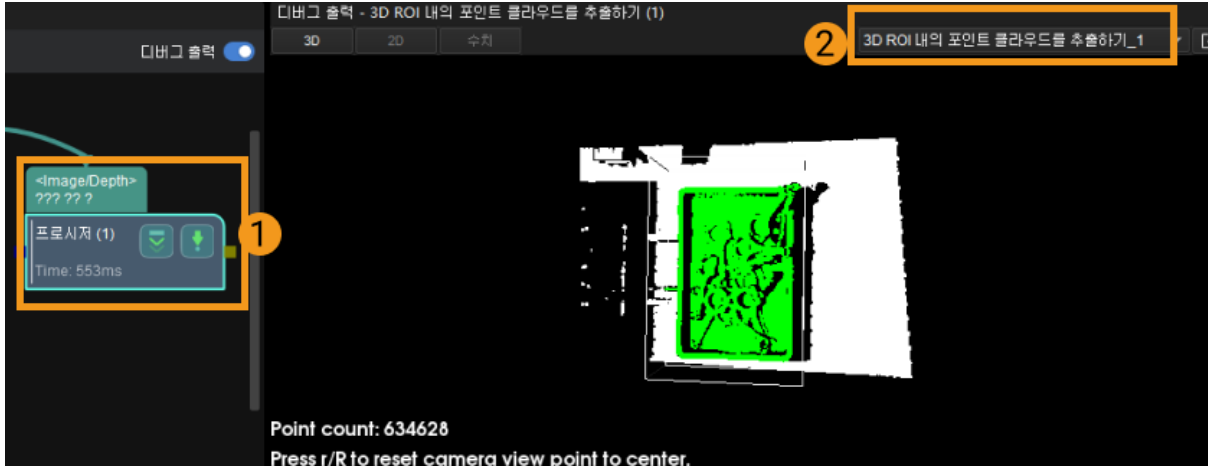 디버그 출력 - 3D ROI 내의 포인트 클라우드를 추출하기 (1)
3D 2D 수치
2
3D ROI 내의 포인트 클라우드를 추출하기_1
디버그 출력
<Image/Depth>
??? ?? ?
프로시저 (1)
Time: 553ms
1
Point count: 634628
Press r/R to reset camera view point to center.